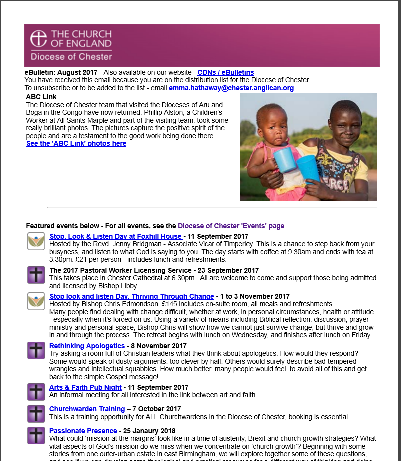 THE CHURCH
OF ENGLAND
Diocese of Chester
eBulletin: August 2017 Also available on our website CDNs / eBulletins
You have received this email because you are on the distribution list for the Diocese of Chester.
To unsubscribe or to be added to the list - email emma.hathaway@chester.anglican.org
ABC Link
The Diocese of Chester team that visited the Dioceses of Aru and
Boga in the Congo have now returned. Philip Alston, a Children's
Worker at All Saints Marple and part of the visiting team, took some
really brilliant photos. The pictures capture the positive spirit of the
people and are a testament to the good work being done there.
See the 'ABC Link' photos here
Featured events below - For all events, see the Diocese of Chester 'Events' page
Stop, Look & Listen Day at Foxhill House - 11 September 2017
Hosted by the Revd Jenny Bridgman - Associate Vicar of Timperley. This is a chance to step back from your
busyness, and listen to what God is saying to you. The day starts with coffee at 9.30am and ends with tea at
3.30pm. £21 per person - includes lunch and refreshments.
The 2017 Pastoral Worker Licensing Service - 23 September 2017
This takes place in Chester Cathedral at 6.30pm. All are welcome to come and support those being admitted
and licensed by Bishop Libby
Stop look and listen Day, Thriving Through Change - 1 to 3 November 2017
Hosted by Bishop Chris Edmondson. £145 includes en-suite room, all meals and refreshments.
Many people find dealing with change difficult, whether at work, in personal circumstances, health or attitude
- especially when it's forced on us. Using a variety of means including Biblical reflection, discussion, prayer
ministry and personal space, Bishop Chris will show how we cannot just survive change, but thrive and grow
in and through the process. The retreat begins with lunch on Wednesday, and finishes after lunch on Friday
Rethinking Apologetics - 8 November 2017
Try asking a room full of Christian leaders what they think about apologetics. How would they respond?
Some would speak of dusty arguments, too clever by half. Others would surely describe bad tempered
wrangles and intellectual squabbles. How much better, many people feel, to avoid all of this and get
back to the simple Gospel message!
Arts & Faith Pub Night - 11 September 2017
An informal meeting for all interested in the link between art and faith
Churchwarden Training – 7 October 2017
This is a training opportunity for ALL Churchwardens in the Diocese of Chester, booking is essential.
Passionate Presence - 25 Janaury 2018
What could 'mission at the margins' look like in a time of austerity, Brexit and church growth strategies? What
vital aspects of God's mission do we miss when we concentrate on 'church growth'? Beginning with some
stories from one outer-urban estate in east Birmingham, we will explore together some of these questions